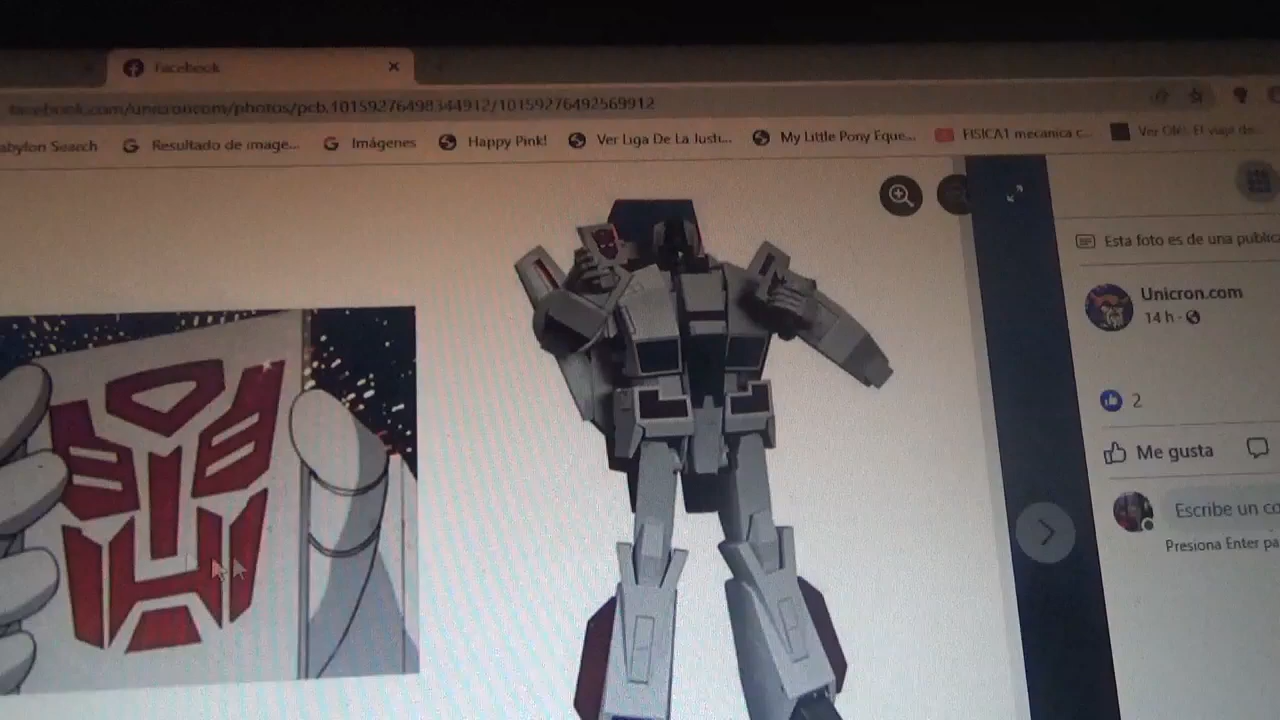 Facebook
facebook.com/unicroncom/photos/pcb.10159276498344912/10159276492569912
abylon Search Resultado de image... Imágenes Happy Pink! Ver Liga De La Justi... My Little Pony Eque... FISICA1 mecanica c...
Esta foto es de una public
Unicron.com
14 h
2
Me gusta
Escribe un co
Presiona Enter pa